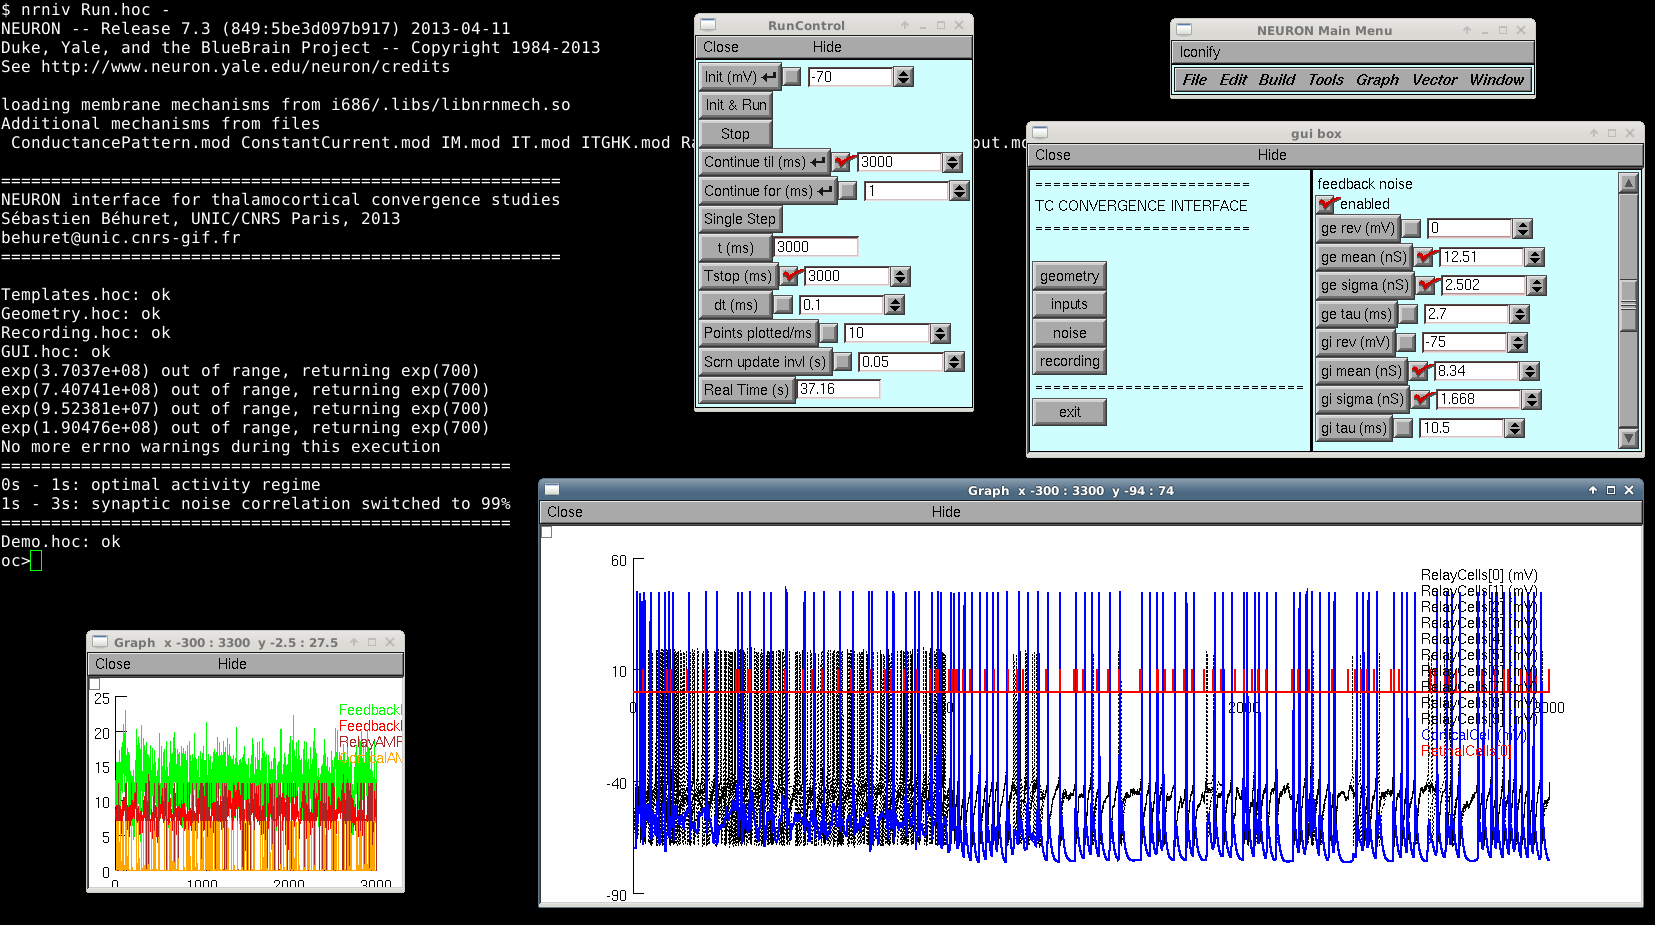 $ nrniv Run.hoc -
NEURON -- Release 7.3 (849:5be3d097b917) 2013-04-11
Duke, Yale, and the BlueBrain Project -- Copyright 1984-2013
See http://www.neuron.yale.edu/neuron/credits
loading membrane mechanisms from i686/.libs/libnrnmech.so
Additional mechanisms from files
ConductancePattern.mod ConstantCurrent.mod IM.mod IT.mod ITGHK.mod
============================================================
NEURON interface for thalamocortical convergence studies
Sébastien Béhuret, UNIC/CNRS Paris, 2013
behuret@unic.cnrs-gif.fr
============================================================
Templates.hoc: ok
Geometry.hoc: ok
Recording.hoc: ok
GUI.hoc: ok
exp(3.7037e+08) out of range, returning exp(700)
exp(7.40741e+08) out of range, returning exp(700)
exp(9.52381e+07) out of range, returning exp(700)
exp(1.90476e+08) out of range, returning exp(700)
No more errno warnings during this execution
===================================================
0s - 1s: optimal activity regime
1s - 3s: synaptic noise correlation switched to 99%
===================================================
Demo.hoc: ok
oc>
RunControl
Close Hide
Init (mV) -70
Init & Run
Stop
Continue til (ms) 3000
Continue for (ms) 1
Single Step
t (ms) 3000
Tstop (ms) 3000
dt (ms) 0.1
Points plotted/ms 10
Scrn update invl (s) 0.05
Real Time (s) 37.16
NEURON Main Menu
Iconify
File Edit Build Tools Graph Vector Window
gui box
Close Hide
========================
TC CONVERGENCE INTERFACE
========================
geometry
inputs
noise
recording
==============================
exit
feedback noise
enabled
ge rev (mV) 0
ge mean (nS) 12.51
ge sigma (nS) 2.502
ge tau (ms) 2.7
gi rev (mV) -75
gi mean (nS) 8.34
gi sigma (nS) 1.668
gi tau (ms) 10.5
Graph x -300 : 3300 y -2.5 : 27.5
Close Hide
25
20
15
10
5
0
0 1000 2000 3000
Graph x -300 : 3300 y -94 : 74
Close Hide
60
10
-40
-90
0 2000 3000
RelayCells[0] (mV)
RelayCells[1] (mV)
RelayCells[2] (mV)
RelayCells[3] (mV)
RelayCells[4] (mV)
RelayCells[5] (mV)
RelayCells[6] (mV)
RelayCells[7] (mV)
RelayCells[8] (mV)
RelayCells[9] (mV)
CorticalCell (mV)
RetinalCells[0]